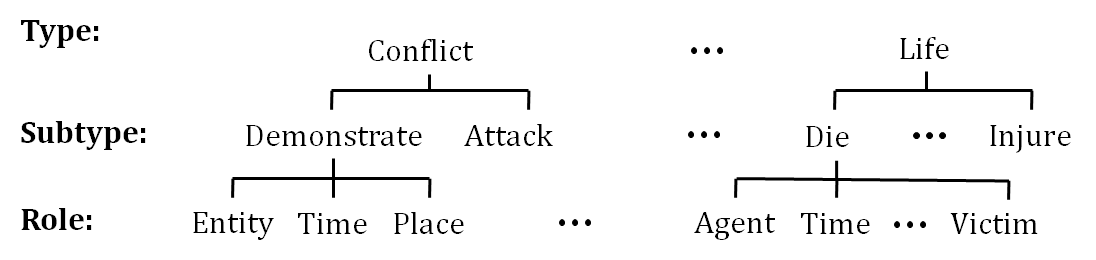 Type:
Conflict ... Life
Subtype:
Demonstrate Attack ... Die ... Injure
Role:
Entity Time Place ... Agent Time ... Victim